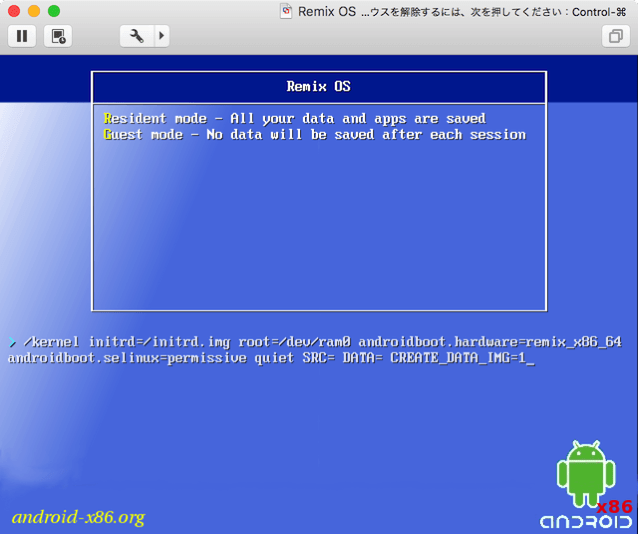 Remix OS ...ウスを解除するには、次を押してください：Control-⌘
Remix OS
Resident mode - All your data and apps are saved
Guest mode - No data will be saved after each session
> /kernel initrd=/initrd.img root=/dev/ram0 androidboot.hardware=remix_x86_64
androidboot.selinux=permissive quiet SRC= DATA= CREATE_DATA_IMG=1_
android-x86.org
x86
ANDROID